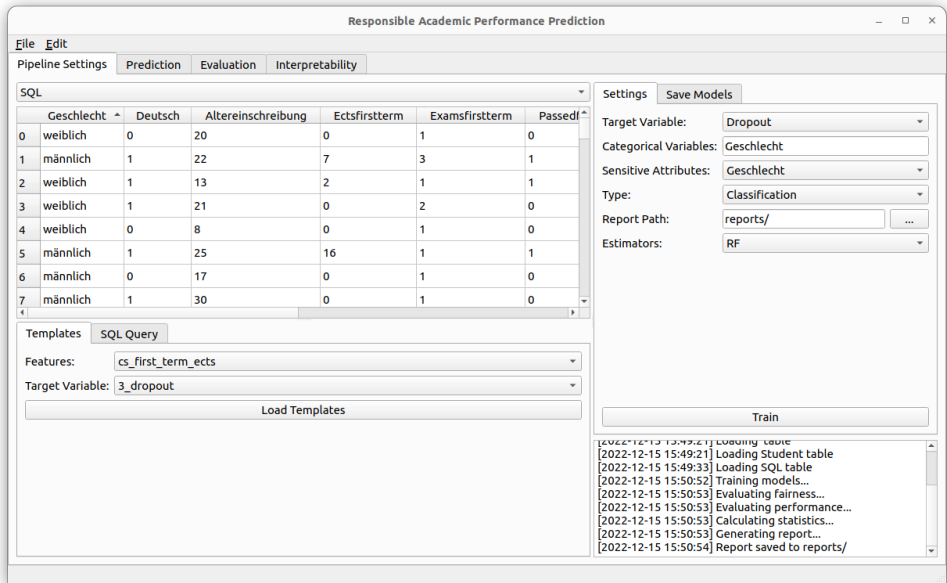 Responsible Academic Performance Prediction
File Edit
Pipeline Settings Prediction Evaluation Interpretability
SQL
Geschlecht Deutsch Altereinschreibung Ectsfirstterm Examsfirstterm Passedf
0 weiblich 0 20 0 1 0
1 männlich 1 22 7 3 1
2 weiblich 1 13 2 1 1
3 weiblich 1 21 0 2 0
4 weiblich 0 8 0 1 0
5 männlich 1 25 16 1 1
6 männlich 0 17 0 1 0
7 männlich 1 30 0 1 0
Templates SQL Query
Features: cs_first_term_ects
Target Variable: 3_dropout
Load Templates
Settings Save Models
Target Variable: Dropout
Categorical Variables: Geschlecht
Sensitive Attributes: Geschlecht
Type: Classification
Report Path: reports/ ...
Estimators: RF
Train
[2022-12-15 15:49:21] Loading table
[2022-12-15 15:49:21] Loading Student table
[2022-12-15 15:49:33] Loading SQL table
[2022-12-15 15:50:52] Training models...
[2022-12-15 15:50:53] Evaluating fairness...
[2022-12-15 15:50:53] Evaluating performance...
[2022-12-15 15:50:53] Calculating statistics...
[2022-12-15 15:50:53] Generating report...
[2022-12-15 15:50:54] Report saved to reports/